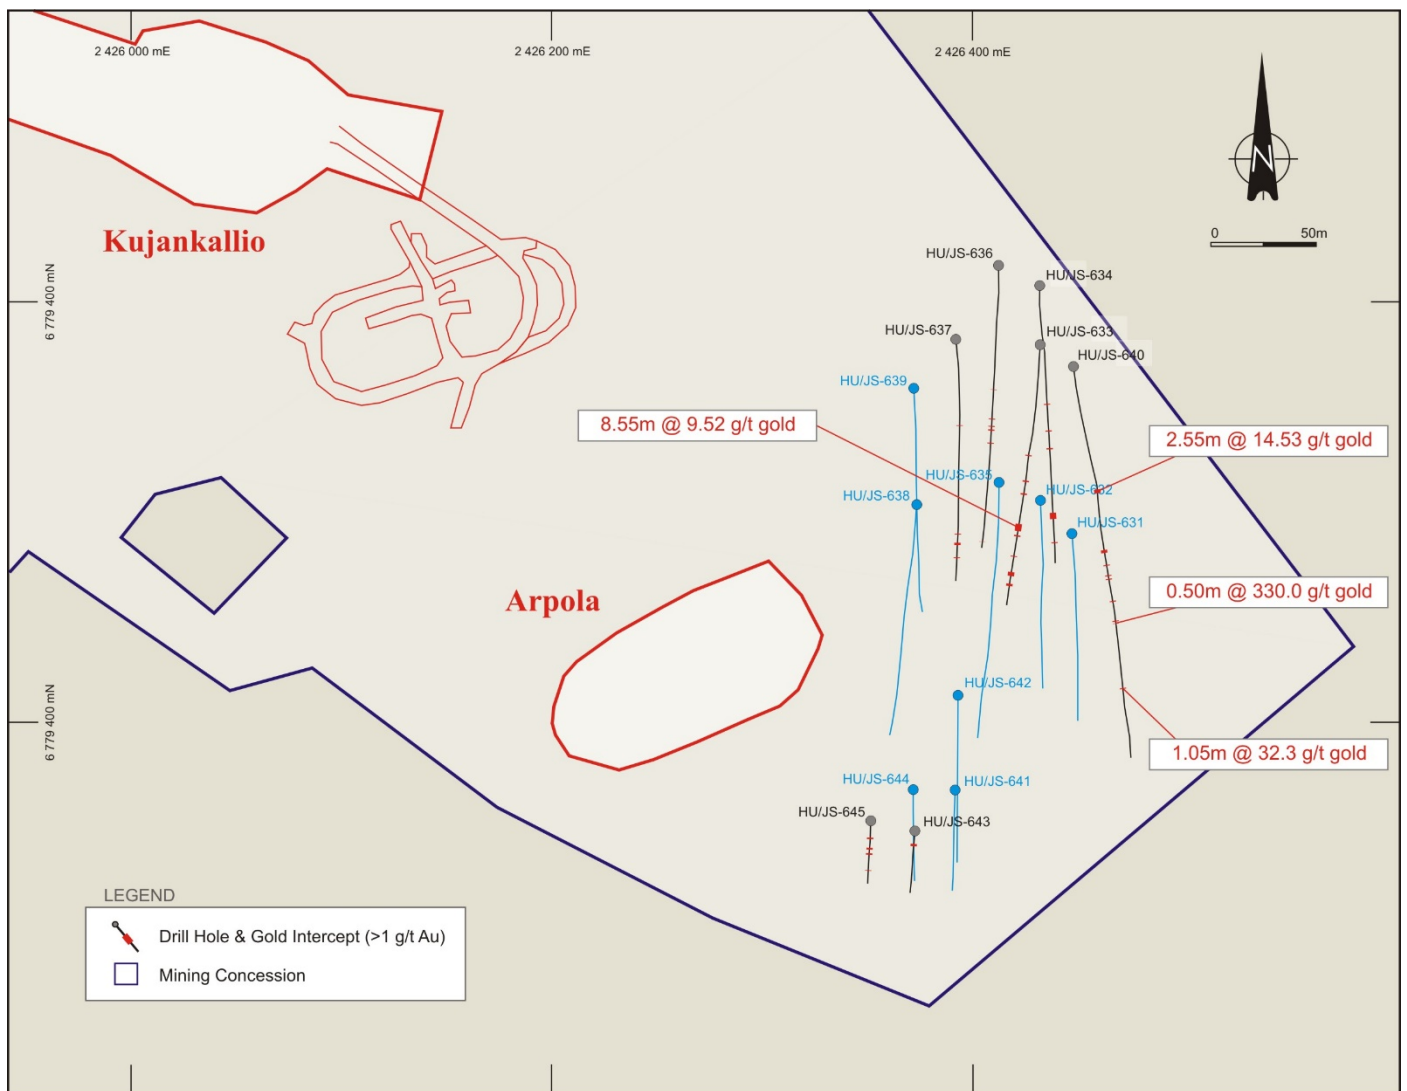 2 426 000 mE
2 426 200 mE
2 426 400 mE
N
0 50m
Kujankallio
6 779 400 mN
HU/JS-636
HU/JS-634
HU/JS-633
HU/JS-637
HU/JS-640
HU/JS-639
8.55m @ 9.52 g/t gold
2.55m @ 14.53 g/t gold
HU/JS-635
HU/JS-632
HU/JS-638
HU/JS-631
Arpola
0.50m @ 330.0 g/t gold
HU/JS-642
6 779 400 mN
1.05m @ 32.3 g/t gold
HU/JS-644
HU/JS-641
HU/JS-645
HU/JS-643
LEGEND
Drill Hole & Gold Intercept (>1 g/t Au)
Mining Concession